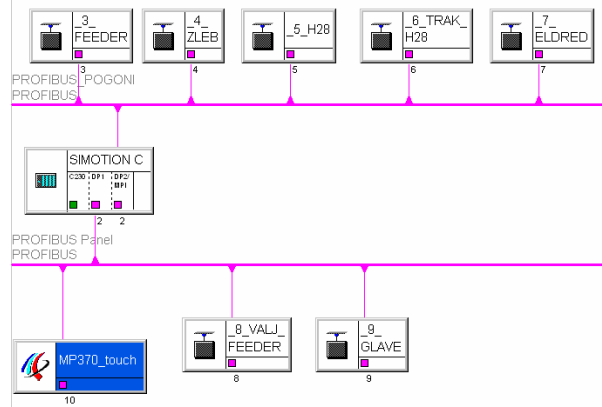 _3_
FEEDER
_4_
ZLEB
_5_H28
_6_TRAK_
H28
_7_
ELDRED
3
4
5
6
7
PROFIBUS_POGONI
PROFIBUS
SIMOTION C
C230 DP1 DP2/
MPI
2 2
PROFIBUS Panel
PROFIBUS
MP370_touch
10
_8_VALJ_
FEEDER
8
_9_
GLAVE
9